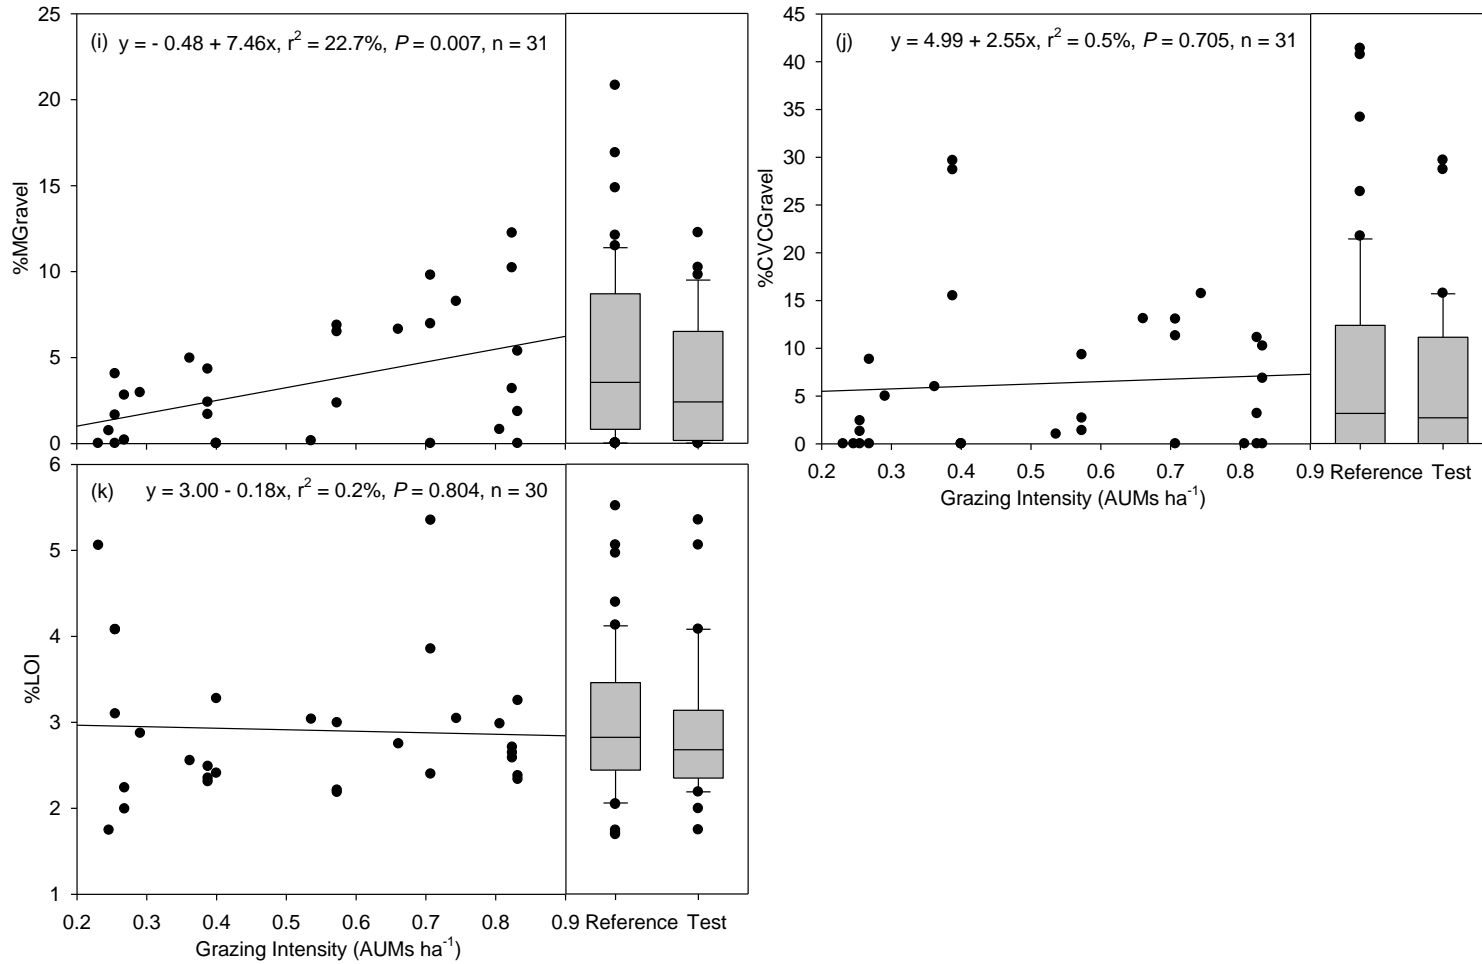 (i) y = - 0.48 + 7.46x, r² = 22.7%, P = 0.007, n = 31
25
20
15
10
5
0
%MGravel
(j) y = 4.99 + 2.55x, r² = 0.5%, P = 0.705, n = 31
45
40
35
30
25
20
15
10
5
0
%CVCGravel
0.2 0.3 0.4 0.5 0.6 0.7 0.8 0.9 Reference Test
Grazing Intensity (AUMs ha⁻¹)
(k) y = 3.00 - 0.18x, r² = 0.2%, P = 0.804, n = 30
6
5
4
3
2
1
%LOI
0.2 0.3 0.4 0.5 0.6 0.7 0.8 0.9 Reference Test
Grazing Intensity (AUMs ha⁻¹)